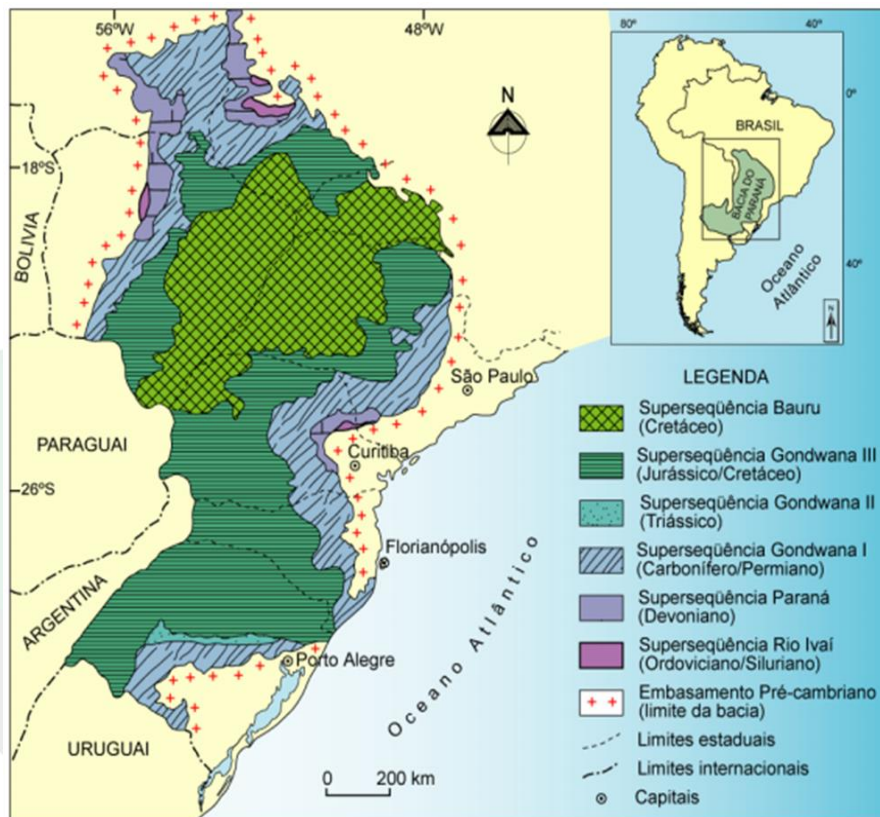 56ºW
48ºW
N
18ºS
BOLIVIA
PARAGUAI
26ºS
ARGENTINA
URUGUAI
São Paulo
Curitiba
Florianópolis
Porto Alegre
Oceano Atlântico
0 200 km
80º
40º
0º
BRASIL
BACIA DO
PARANÁ
Oceano
Atlântico
40º
N
LEGENDA
Superseqüência Bauru
(Cretáceo)
Superseqüência Gondwana III
(Jurássico/Cretáceo)
Superseqüência Gondwana II
(Triássico)
Superseqüência Gondwana I
(Carbonífero/Permiano)
Superseqüência Paraná
(Devoniano)
Superseqüência Rio Ivaí
(Ordoviciano/Siluriano)
Embasamento Pré-cambriano
(limite da bacia)
Limites estaduais
Limites internacionais
Capitais